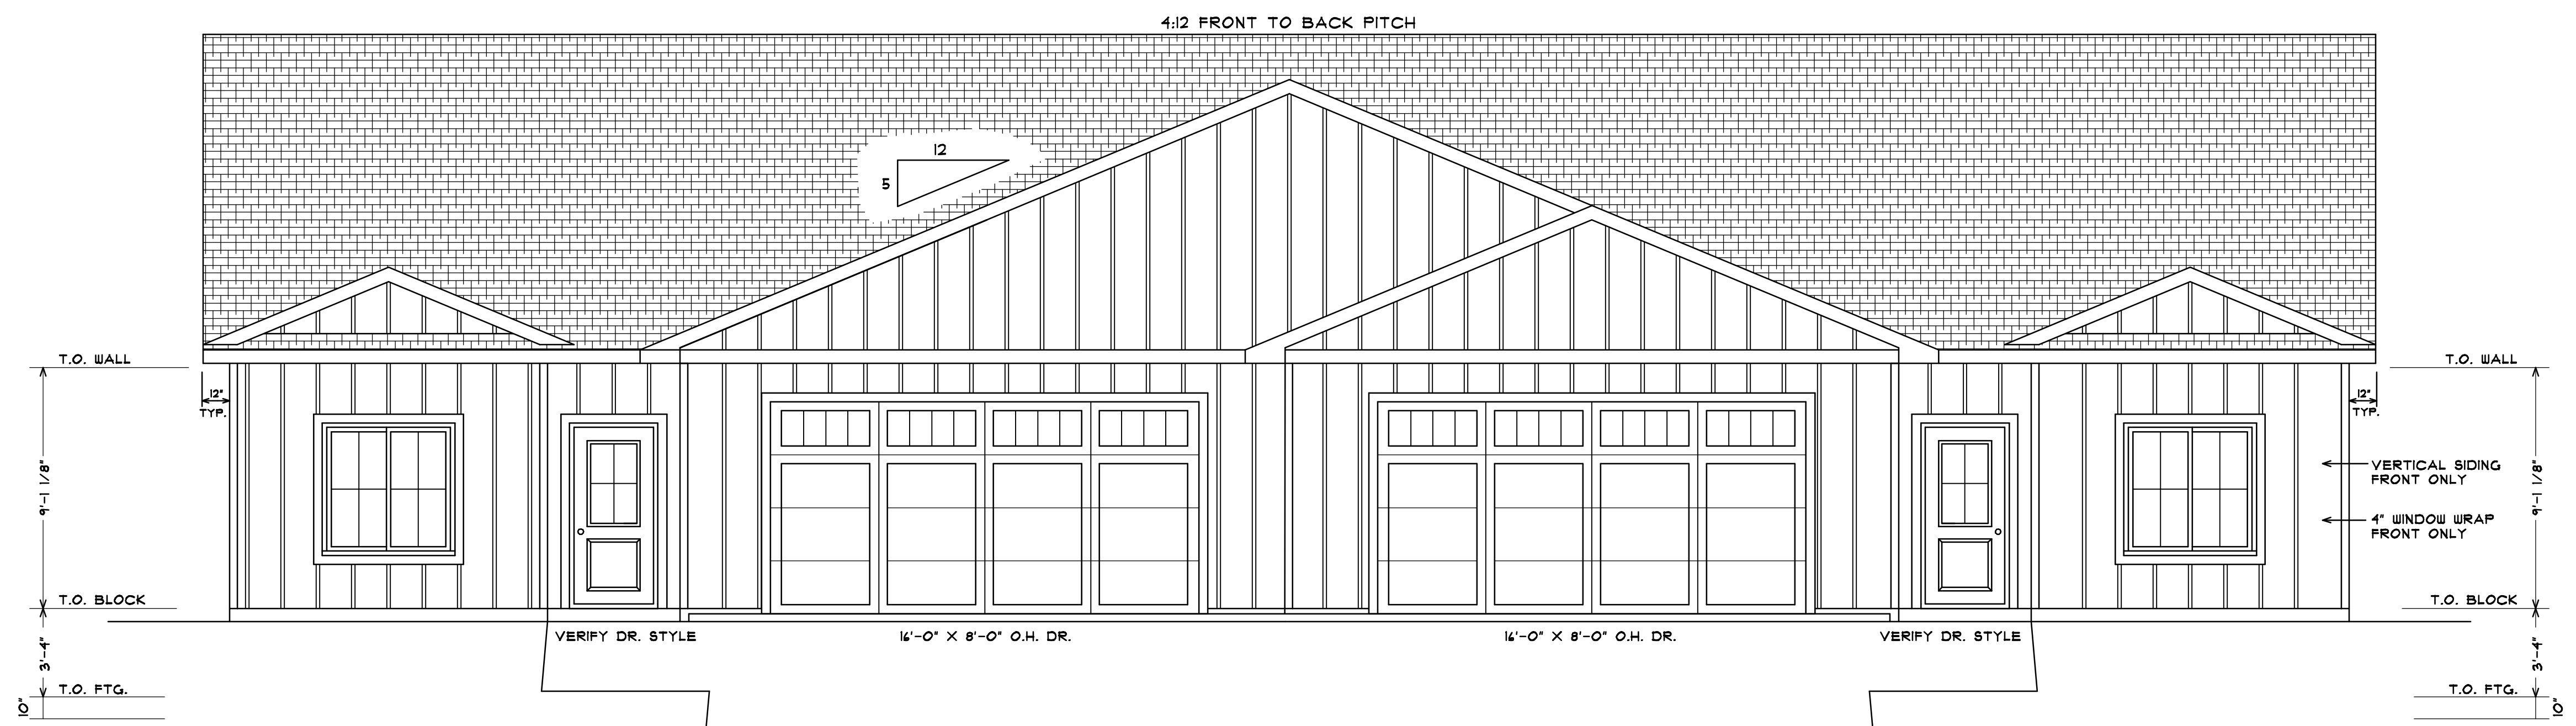 4:12 FRONT TO BACK PITCH
12
5
T.O. WALL
T.O. WALL
12"
TYP.
12"
TYP.
9'-1 1/8"
9'-1 1/8"
VERTICAL SIDING
FRONT ONLY
4" WINDOW WRAP
FRONT ONLY
T.O. BLOCK
T.O. BLOCK
VERIFY DR. STYLE
16'-0" X 8'-0" O.H. DR.
16'-0" X 8'-0" O.H. DR.
VERIFY DR. STYLE
3'-4"
3'-4"
T.O. FTG.
T.O. FTG.
10"
10"